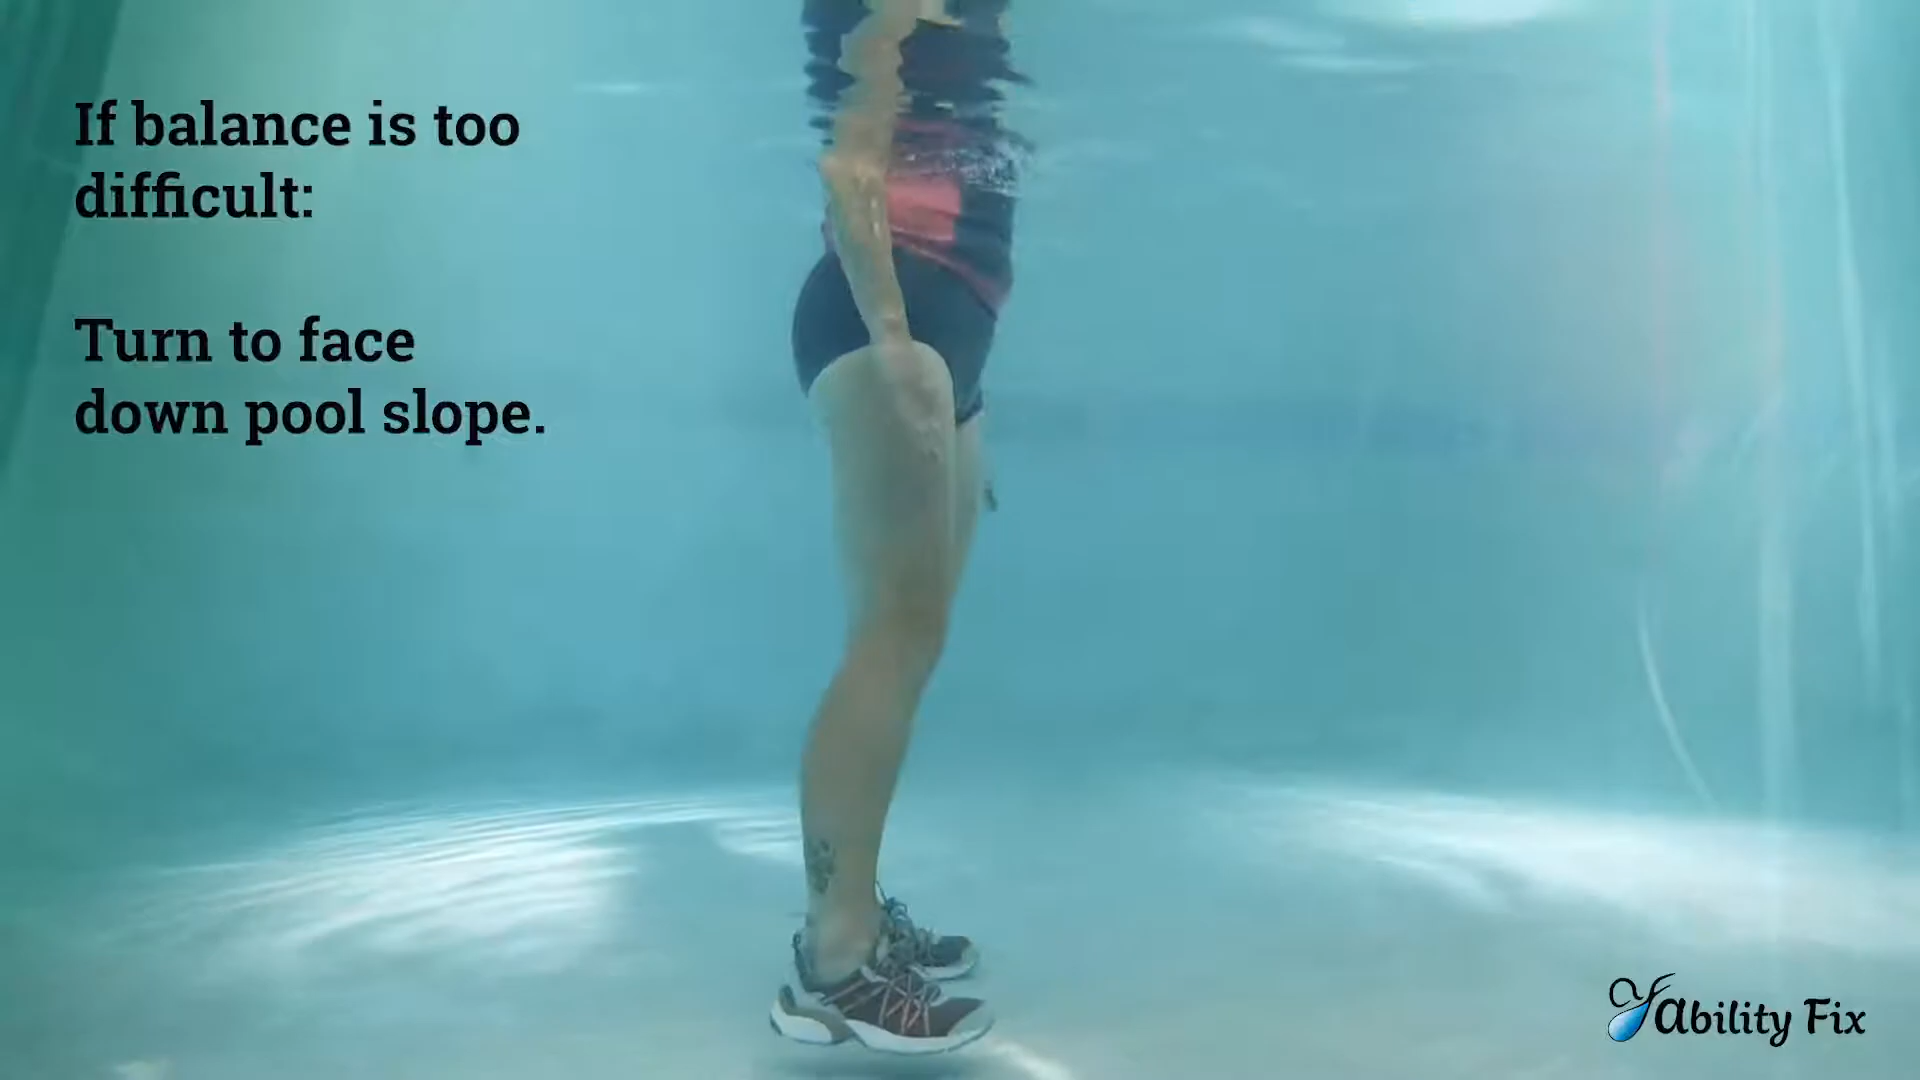 If balance is too
difficult:
Turn to face
down pool slope.
ability Fix